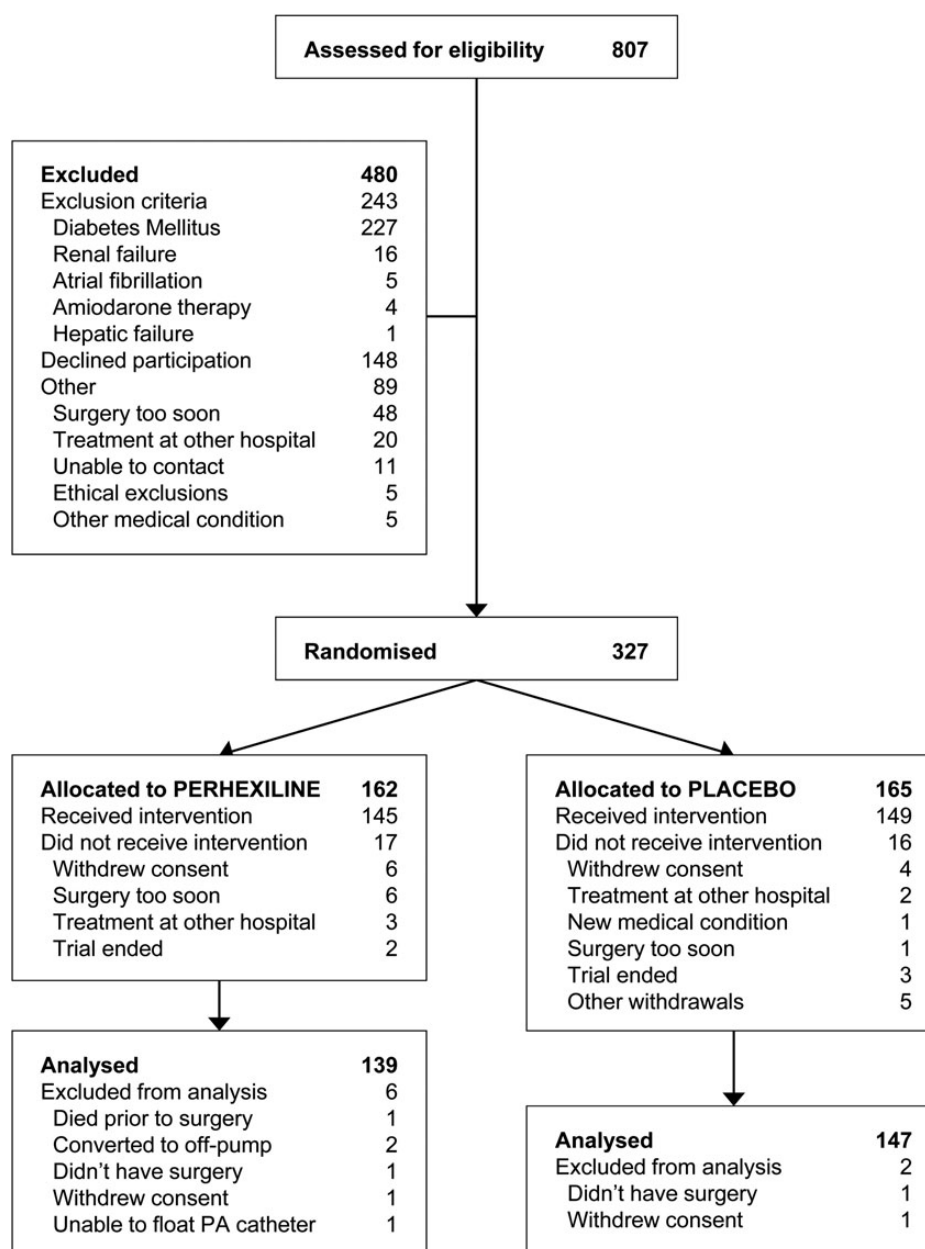 Assessed for eligibility 807
Excluded 480
Exclusion criteria 243
Diabetes Mellitus 227
Renal failure 16
Atrial fibrillation 5
Amiodarone therapy 4
Hepatic failure 1
Declined participation 148
Other 89
Surgery too soon 48
Treatment at other hospital 20
Unable to contact 11
Ethical exclusions 5
Other medical condition 5
Randomised 327
Allocated to PERHEXILINE 162
Received intervention 145
Did not receive intervention 17
Withdrew consent 6
Surgery too soon 6
Treatment at other hospital 3
Trial ended 2
Allocated to PLACEBO 165
Received intervention 149
Did not receive intervention 16
Withdrew consent 4
Treatment at other hospital 2
New medical condition 1
Surgery too soon 1
Trial ended 3
Other withdrawals 5
Analysed 139
Excluded from analysis 6
Died prior to surgery 1
Converted to off-pump 2
Didn't have surgery 1
Withdrew consent 1
Unable to float PA catheter 1
Analysed 147
Excluded from analysis 2
Didn't have surgery 1
Withdrew consent 1